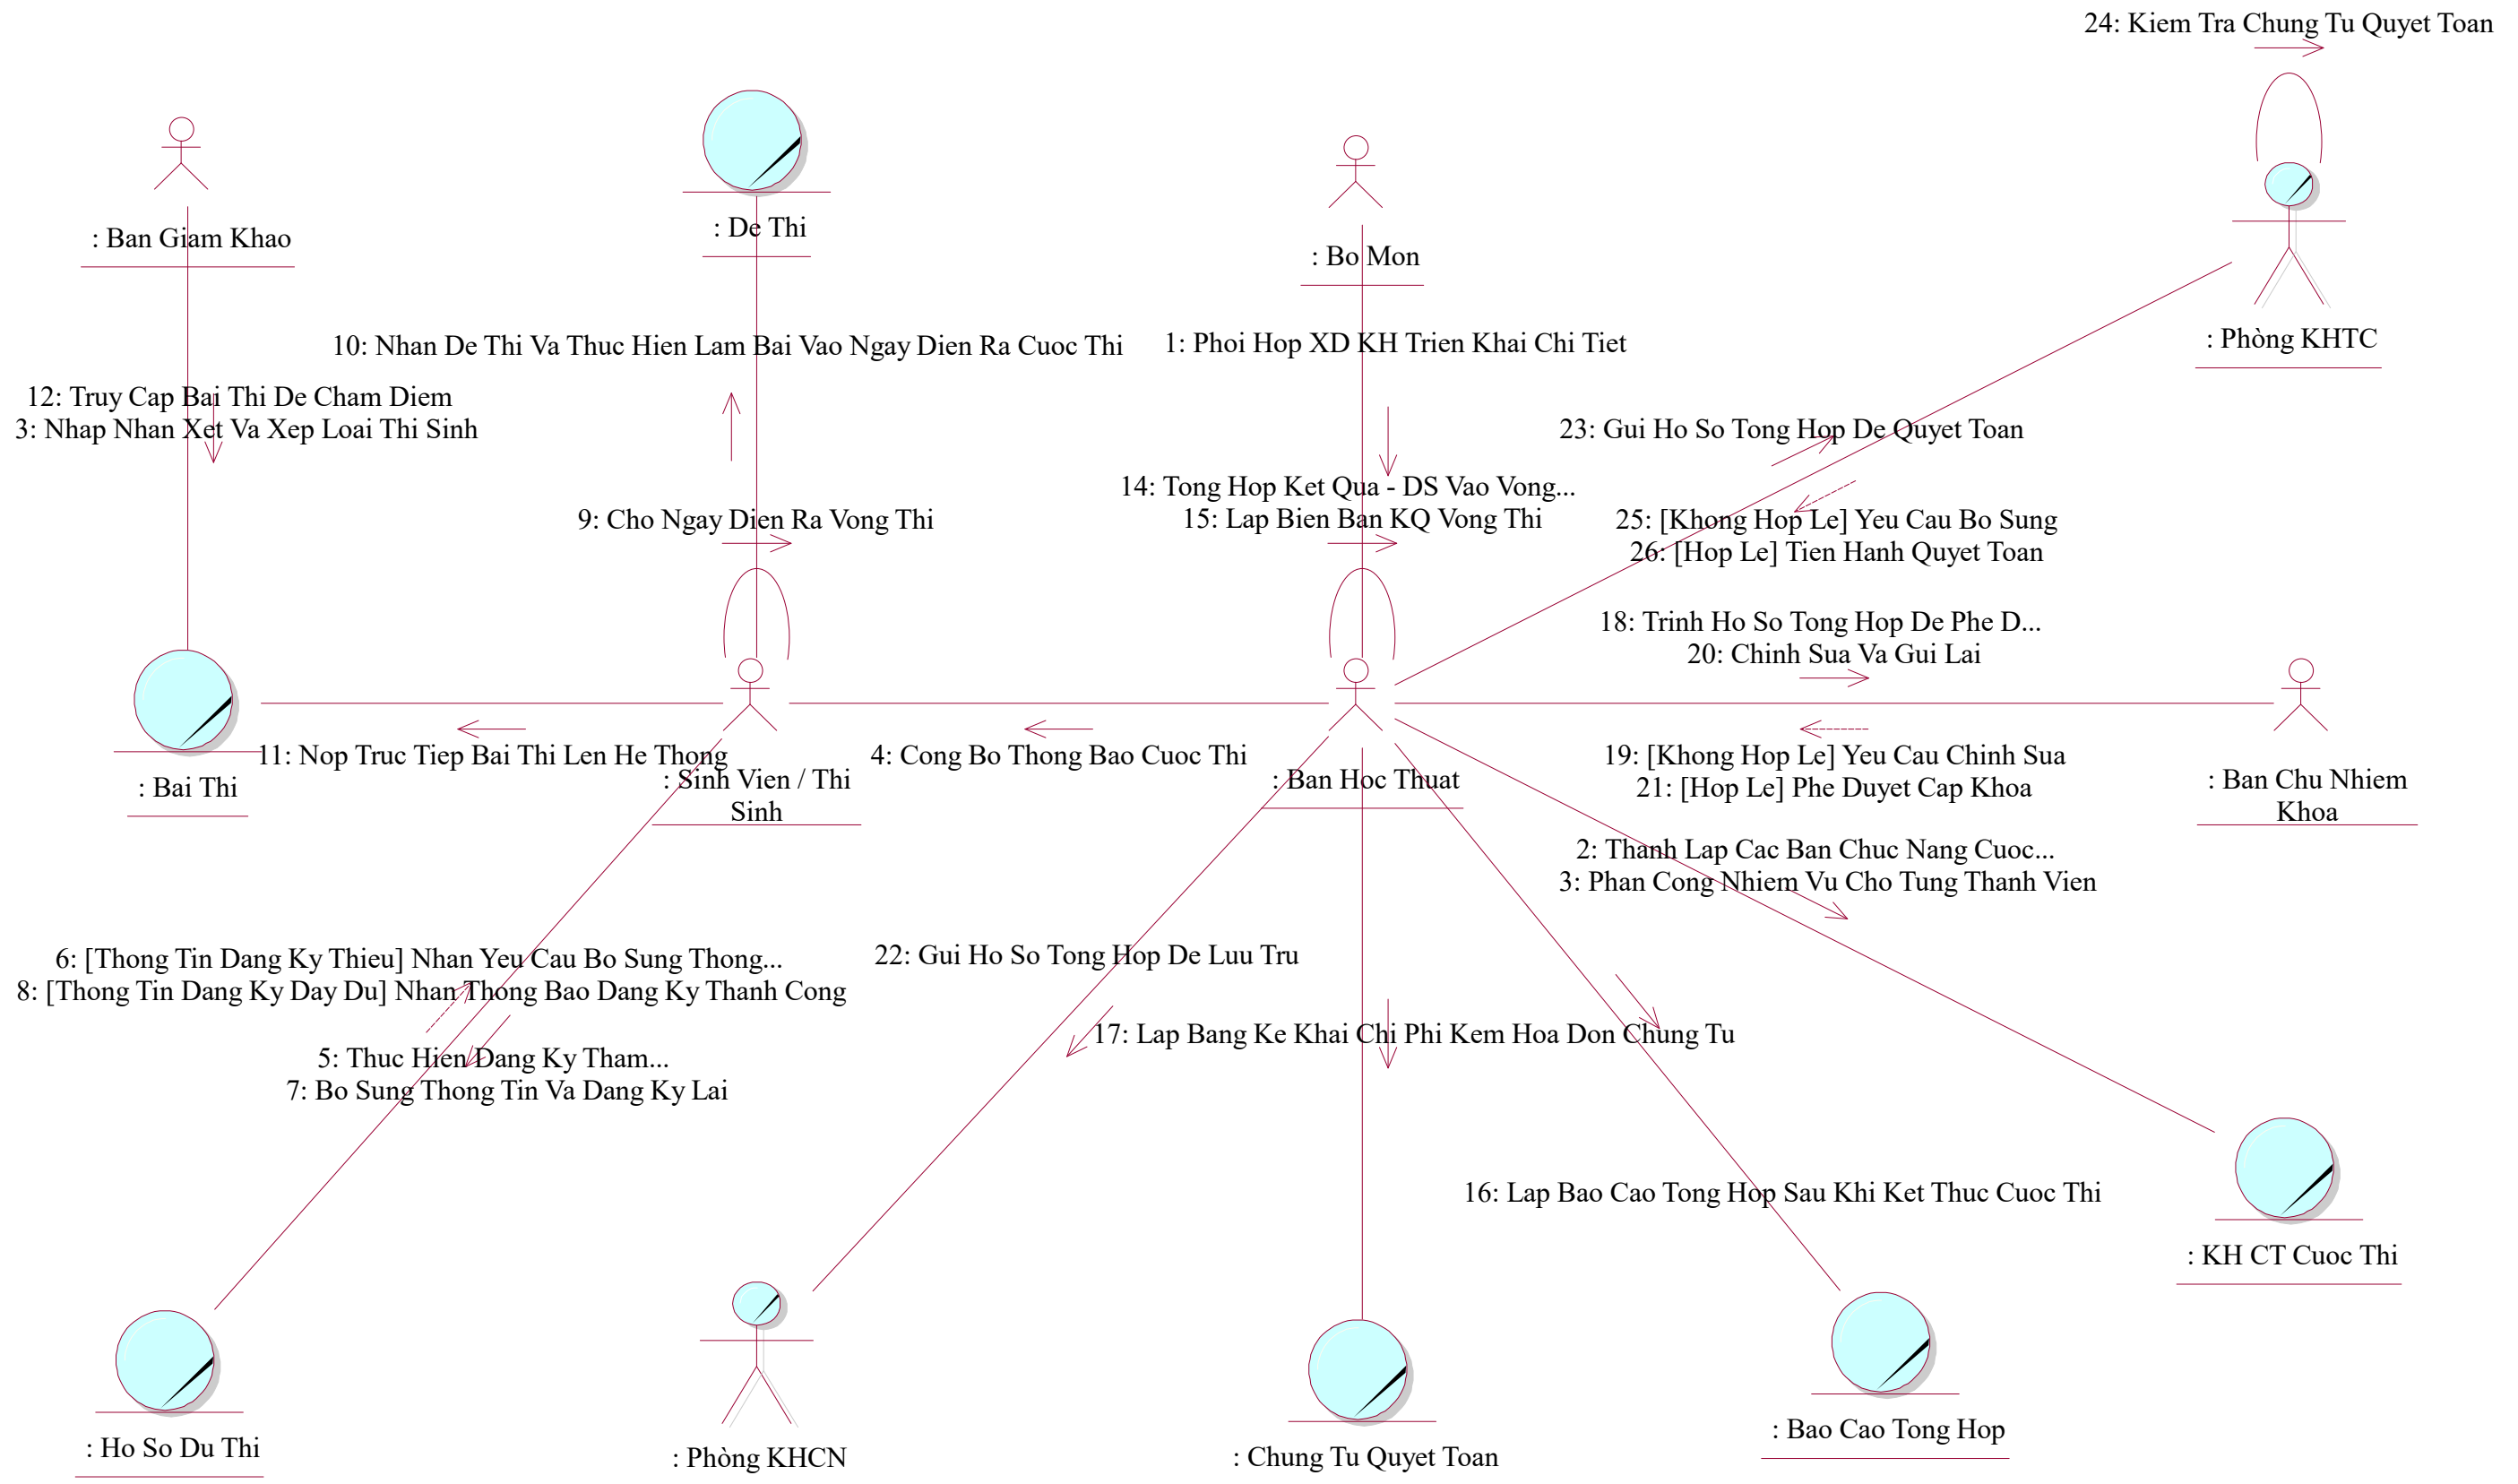 24: Kiem Tra Chung Tu Quyet Toan
: Ban Giam Khao
: De Thi
: Bo Mon
: Phòng KHTC
10: Nhan De Thi Va Thuc Hien Lam Bai Vao Ngay Dien Ra Cuoc Thi
1: Phoi Hop XD KH Trien Khai Chi Tiet
12: Truy Cap Bai Thi De Cham Diem
3: Nhap Nhan Xet Va Xep Loai Thi Sinh
23: Gui Ho So Tong Hop De Quyet Toan
14: Tong Hop Ket Qua - DS Vao Vong...
15: Lap Bien Ban KQ Vong Thi
9: Cho Ngay Dien Ra Vong Thi
25: [Khong Hop Le] Yeu Cau Bo Sung
26: [Hop Le] Tien Hanh Quyet Toan
18: Trinh Ho So Tong Hop De Phe D...
20: Chinh Sua Va Gui Lai
11: Nop Truc Tiep Bai Thi Len He Thong
4: Cong Bo Thong Bao Cuoc Thi
19: [Khong Hop Le] Yeu Cau Chinh Sua
21: [Hop Le] Phe Duyet Cap Khoa
: Bai Thi
: Sinh Vien / Thi
Sinh
: Ban Hoc Thuat
: Ban Chu Nhiem
Khoa
2: Thanh Lap Cac Ban Chuc Nang Cuoc...
3: Phan Cong Nhiem Vu Cho Tung Thanh Vien
6: [Thong Tin Dang Ky Thieu] Nhan Yeu Cau Bo Sung Thong...
8: [Thong Tin Dang Ky Day Du] Nhan Thong Bao Dang Ky Thanh Cong
22: Gui Ho So Tong Hop De Luu Tru
17: Lap Bang Ke Khai Chi Phi Kem Hoa Don Chung Tu
5: Thuc Hien Dang Ky Tham...
7: Bo Sung Thong Tin Va Dang Ky Lai
16: Lap Bao Cao Tong Hop Sau Khi Ket Thuc Cuoc Thi
: KH CT Cuoc Thi
: Ho So Du Thi
: Phòng KHCN
: Chung Tu Quyet Toan
: Bao Cao Tong Hop